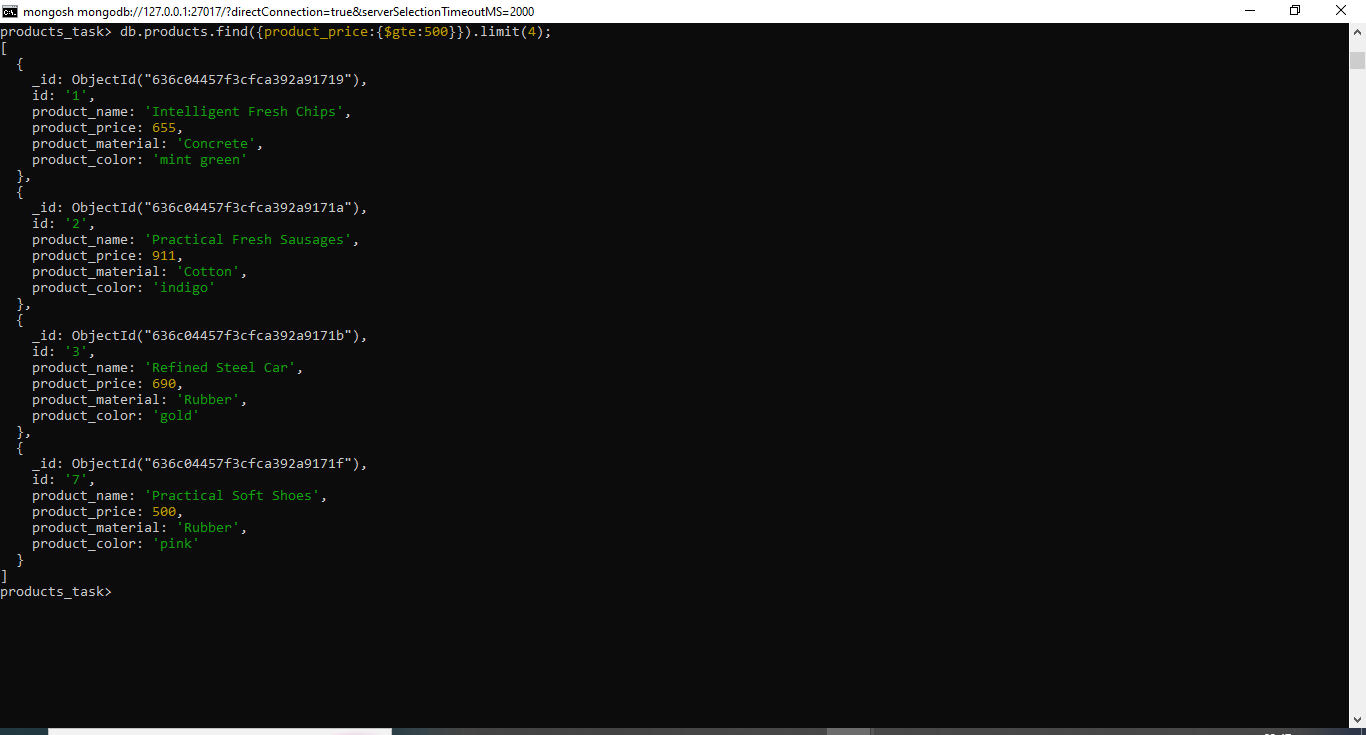 mongosh mongodb://127.0.0.1:27017/?directConnection=true&serverSelectionTimeoutMS=2000
products_task> db.products.find({product_price:{$gte:500}}).limit(4);
[
  {
    _id: ObjectId("636c04457f3cfca392a91719"),
    id: '1',
    product_name: 'Intelligent Fresh Chips',
    product_price: 655,
    product_material: 'Concrete',
    product_color: 'mint green'
  },
  {
    _id: ObjectId("636c04457f3cfca392a9171a"),
    id: '2',
    product_name: 'Practical Fresh Sausages',
    product_price: 911,
    product_material: 'Cotton',
    product_color: 'indigo'
  },
  {
    _id: ObjectId("636c04457f3cfca392a9171b"),
    id: '3',
    product_name: 'Refined Steel Car',
    product_price: 690,
    product_material: 'Rubber',
    product_color: 'gold'
  },
  {
    _id: ObjectId("636c04457f3cfca392a9171f"),
    id: '7',
    product_name: 'Practical Soft Shoes',
    product_price: 500,
    product_material: 'Rubber',
    product_color: 'pink'
  }
]
products_task>